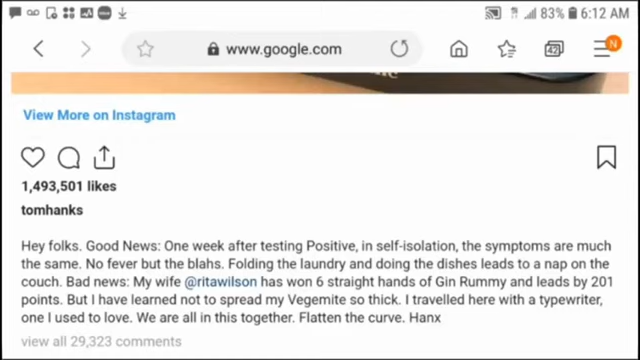 83% 6:12 AM
www.google.com
42
N
View More on Instagram
1,493,501 likes
tomhanks
Hey folks. Good News: One week after testing Positive, in self-isolation, the symptoms are much
the same. No fever but the blahs. Folding the laundry and doing the dishes leads to a nap on the
couch. Bad news: My wife @ritawilson has won 6 straight hands of Gin Rummy and leads by 201
points. But I have learned not to spread my Vegemite so thick. I travelled here with a typewriter,
one I used to love. We are all in this together. Flatten the curve. Hanx
view all 29,323 comments